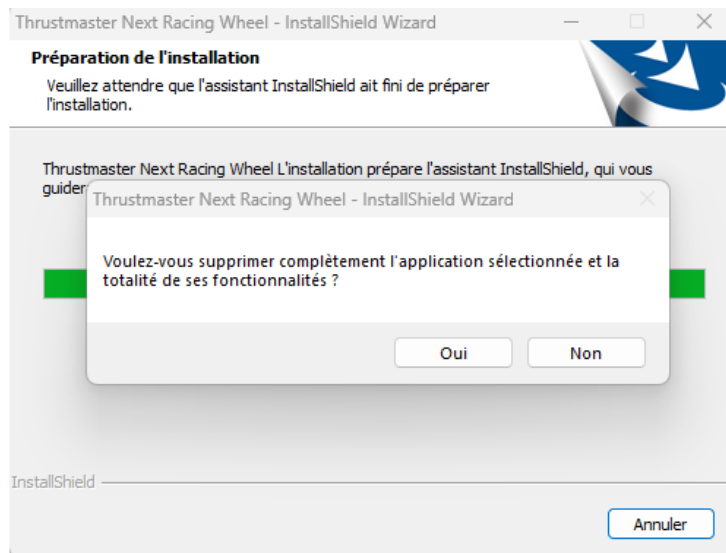 Thrustmaster Next Racing Wheel - InstallShield Wizard
Préparation de l'installation
Veuillez attendre que l'assistant InstallShield ait fini de préparer
l'installation.
Thrustmaster Next Racing Wheel L'installation prépare l'assistant InstallShield, qui vous
guider
Thrustmaster Next Racing Wheel - InstallShield Wizard
Voulez-vous supprimer complètement l'application sélectionnée et la
totalité de ses fonctionnalités ?
Oui Non
InstallShield
Annuler